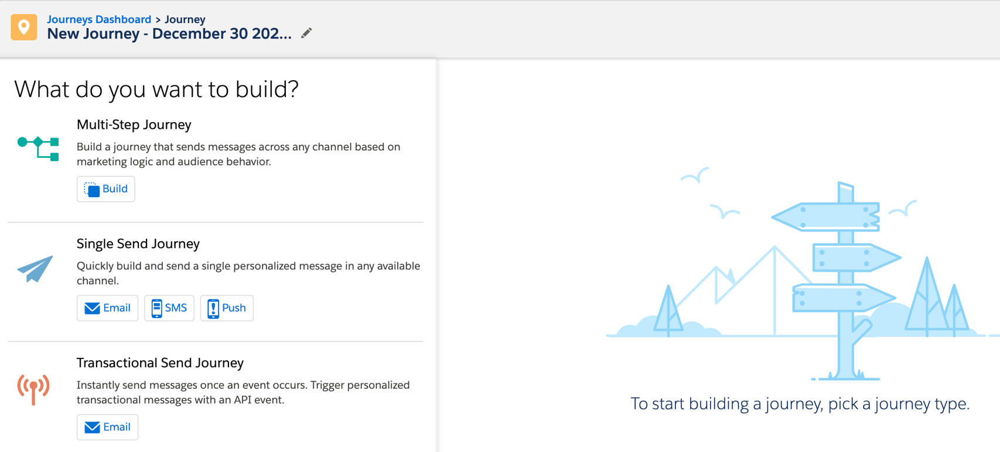 Journeys Dashboard > Journey
New Journey - December 30 202...
What do you want to build?
Multi-Step Journey
Build a journey that sends messages across any channel based on
marketing logic and audience behavior.
Build
Single Send Journey
Quickly build and send a single personalized message in any available
channel.
Email SMS Push
Transactional Send Journey
Instantly send messages once an event occurs. Trigger personalized
transactional messages with an API event.
Email
To start building a journey, pick a journey type.